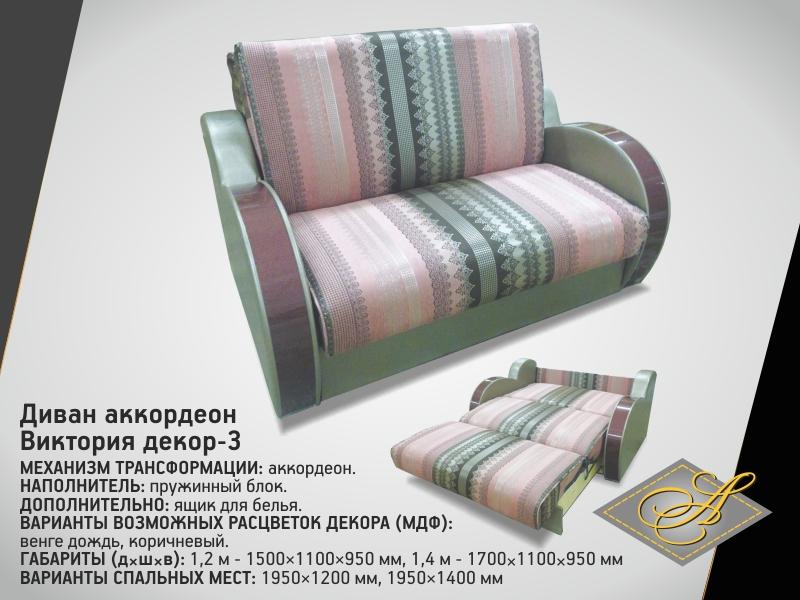 Диван аккордеон
Виктория декор-3
МЕХАНИЗМ ТРАНСФОРМАЦИИ: аккордеон.
НАПОЛНИТЕЛЬ: пружинный блок.
ДОПОЛНИТЕЛЬНО: ящик для белья.
ВАРИАНТЫ ВОЗМОЖНЫХ РАСЦВЕТОК ДЕКОРА (МДФ):
венге дождь, коричневый.
ГАБАРИТЫ (д×ш×в): 1,2 м - 1500×1100×950 мм, 1,4 м - 1700×1100×950 мм
ВАРИАНТЫ СПАЛЬНЫХ МЕСТ: 1950×1200 мм, 1950×1400 мм
А